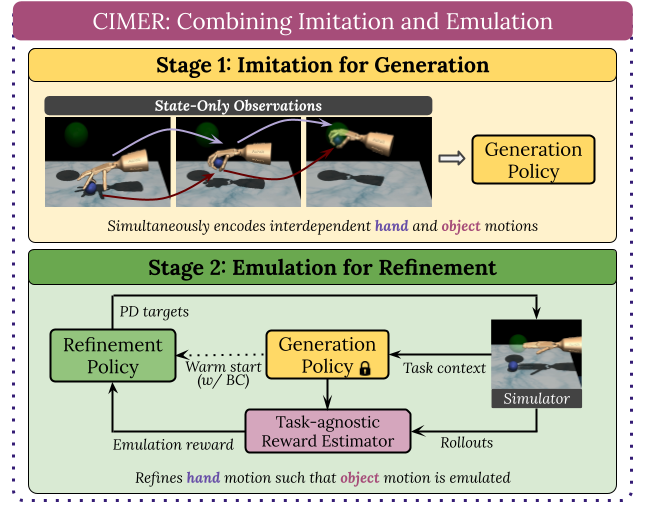 CIMER: Combining Imitation and Emulation
Stage 1: Imitation for Generation
State-Only Observations
Generation
Policy
Simultaneously encodes interdependent hand and object motions
Stage 2: Emulation for Refinement
PD targets
Refinement
Policy
Warm start
(w/ BC)
Generation
Policy
Task context
Simulator
Emulation reward
Task-agnostic
Reward Estimator
Rollouts
Refines hand motion such that object motion is emulated